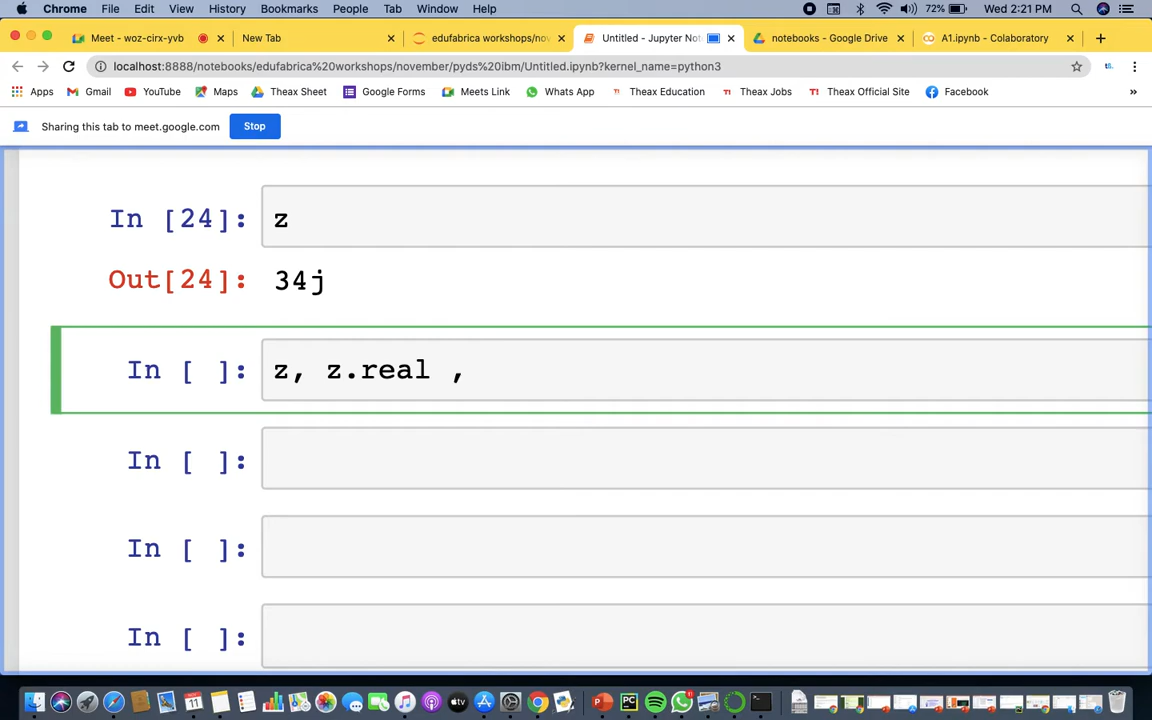 Chrome File Edit View History Bookmarks People Tab Window Help 72% Wed 2:21 PM
Meet - woz-cirx-yvb New Tab edufabrica workshops/nov Untitled - Jupyter Not notebooks - Google Drive A1.ipynb - Colaboratory
localhost:8888/notebooks/edufabrica%20workshops/november/pyds%20ibm/Untitled.ipynb?kernel_name=python3
Apps Gmail YouTube Maps Theax Sheet Google Forms Meets Link Whats App Theax Education Theax Jobs Theax Official Site Facebook »
Sharing this tab to meet.google.com Stop
In [24]: z
Out[24]: 34j
In [ ]: z, z.real ,
In [ ]:
In [ ]:
In [ ]: